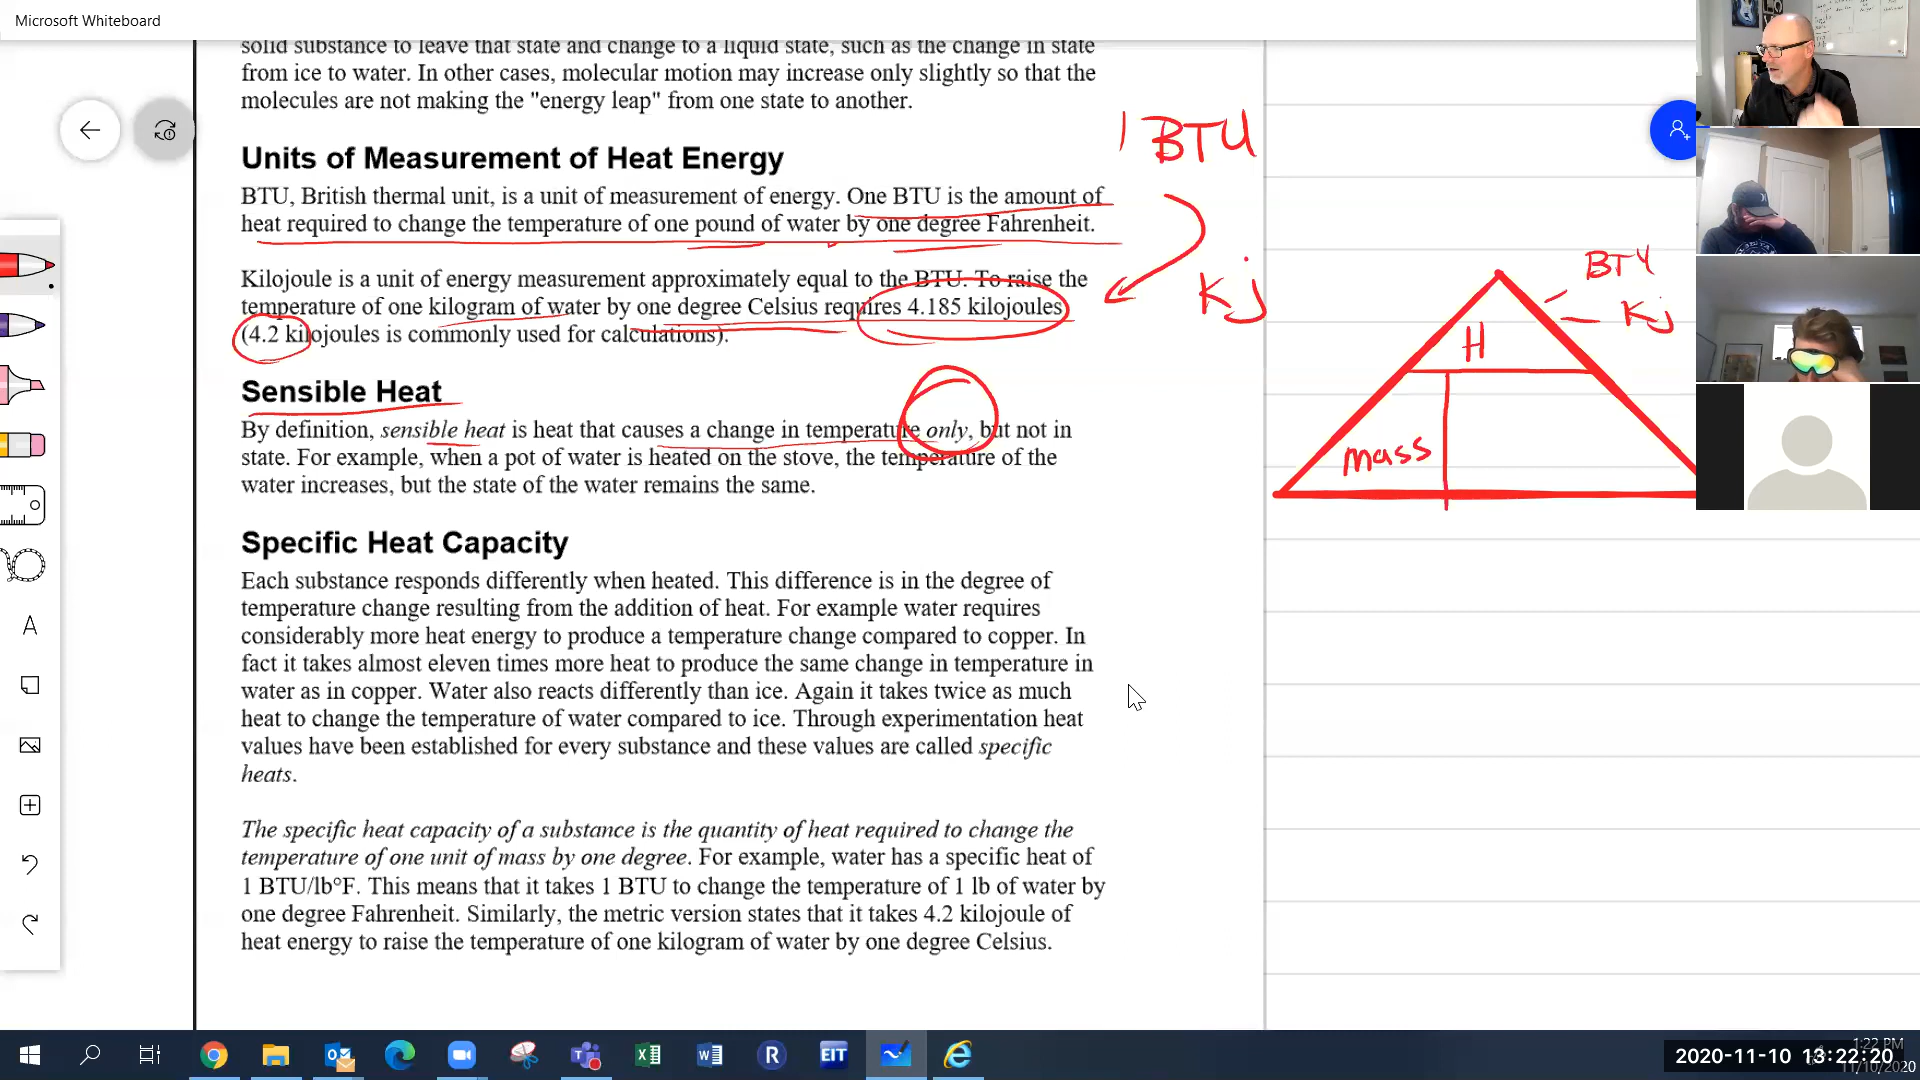 Microsoft Whiteboard
solid substance to leave that state and change to a liquid state, such as the change in state
from ice to water. In other cases, molecular motion may increase only slightly so that the
molecules are not making the "energy leap" from one state to another.
1 BTU
Units of Measurement of Heat Energy
BTU, British thermal unit, is a unit of measurement of energy. One BTU is the amount of
heat required to change the temperature of one pound of water by one degree Fahrenheit.
Kilojoule is a unit of energy measurement approximately equal to the BTU. To raise the
temperature of one kilogram of water by one degree Celsius requires 4.185 kilojoules
(4.2 kilojoules is commonly used for calculations).
Kj
BTU
Kj
H
mass
Sensible Heat
By definition, sensible heat is heat that causes a change in temperature only, but not in
state. For example, when a pot of water is heated on the stove, the temperature of the
water increases, but the state of the water remains the same.
Specific Heat Capacity
Each substance responds differently when heated. This difference is in the degree of
temperature change resulting from the addition of heat. For example water requires
considerably more heat energy to produce a temperature change compared to copper. In
fact it takes almost eleven times more heat to produce the same change in temperature in
water as in copper. Water also reacts differently than ice. Again it takes twice as much
heat to change the temperature of water compared to ice. Through experimentation heat
values have been established for every substance and these values are called specific
heats.
The specific heat capacity of a substance is the quantity of heat required to change the
temperature of one unit of mass by one degree. For example, water has a specific heat of
1 BTU/lb°F. This means that it takes 1 BTU to change the temperature of 1 lb of water by
one degree Fahrenheit. Similarly, the metric version states that it takes 4.2 kilojoule of
heat energy to raise the temperature of one kilogram of water by one degree Celsius.
A
R
EIT
1:22 PM
2020-11-10 13:22:20
11/10/2020